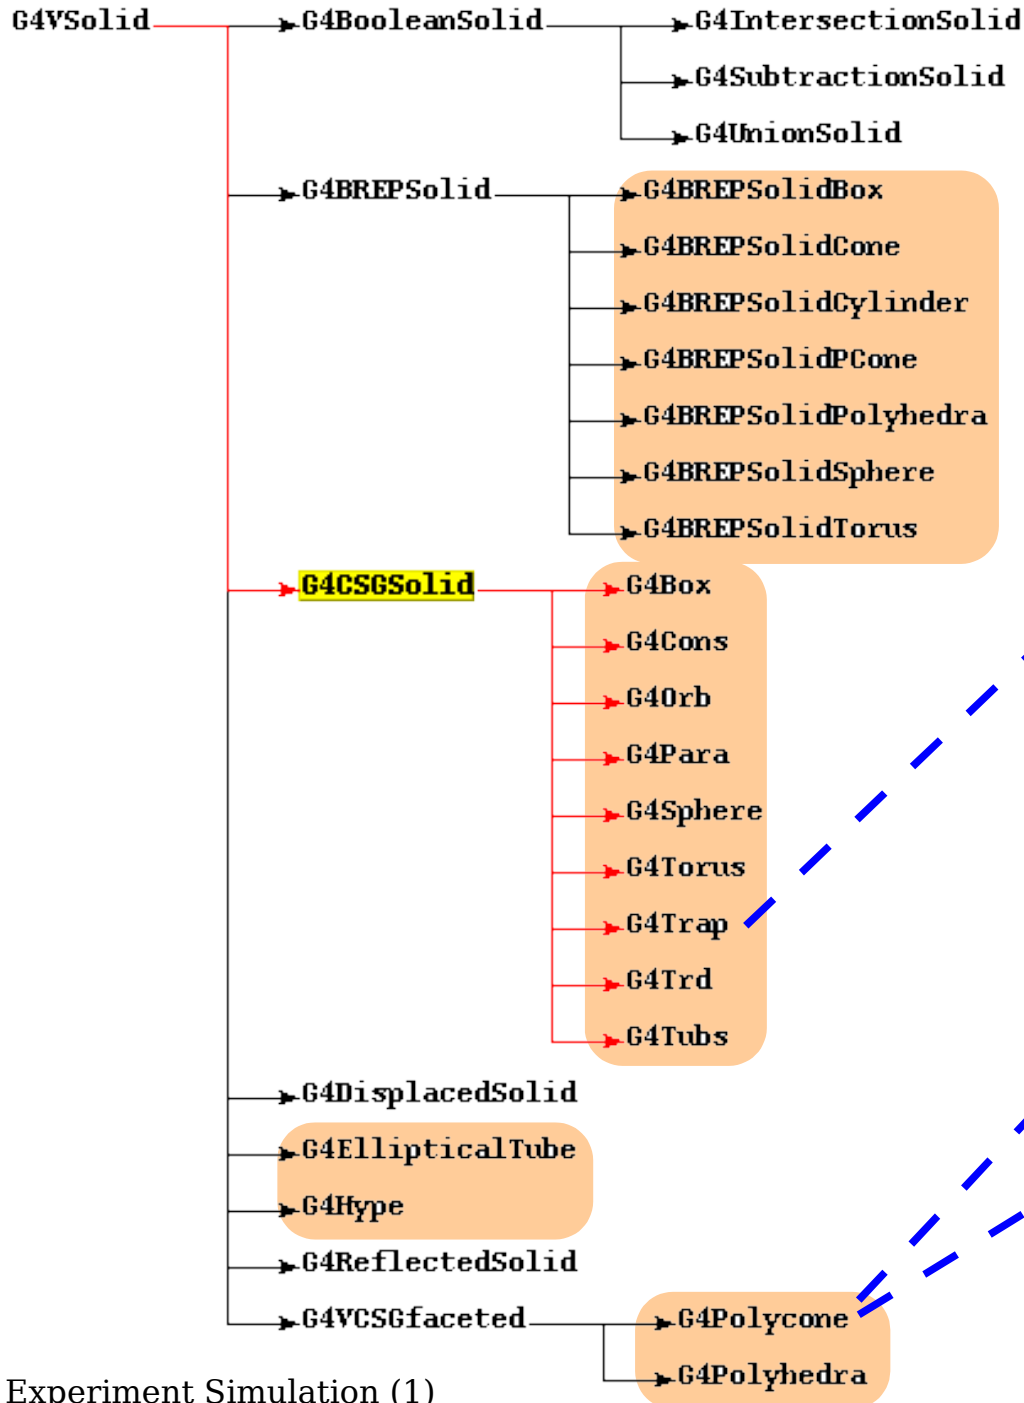 G4VSolid G4BooleanSolid G4IntersectionSolid
G4SubtractionSolid
G4UnionSolid
G4BREPSolid G4BREPSolidBox
G4BREPSolidCone
G4BREPSolidCylinder
G4BREPSolidPCone
G4BREPSolidPolyhedra
G4BREPSolidSphere
G4BREPSolidTorus
G4CSGSolid G4Box
G4Cons
G4Orb
G4Para
G4Sphere
G4Torus
G4Trap
G4Trd
G4Tubs
G4DisplacedSolid
G4EllipticalTube
G4Hype
G4ReflectedSolid
G4VCSGfaceted G4Polycone
G4Polyhedra
Experiment Simulation (1)